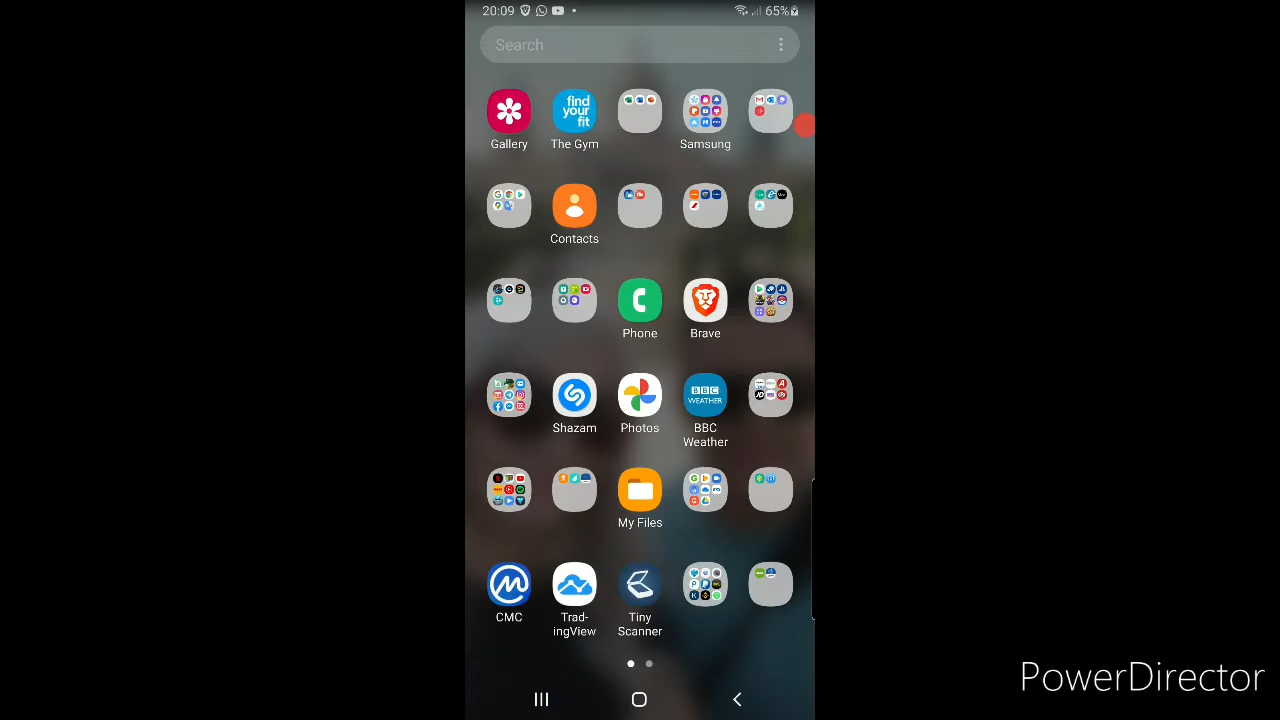 20:09
65%
Search
find
your
fit
Gallery
The Gym
Samsung
Contacts
Phone
Brave
BBC
WEATHER
Shazam
Photos
BBC
Weather
My Files
CMC
Trad-
ingView
Tiny
Scanner
PowerDirector